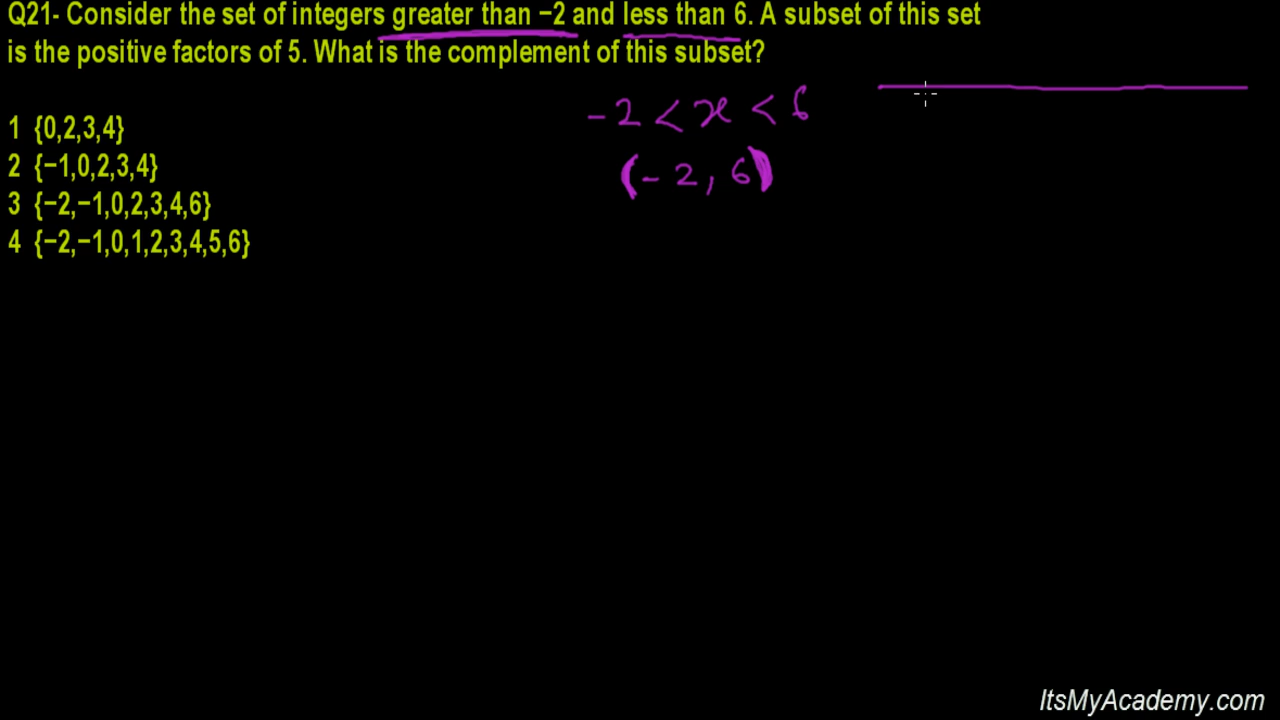 Q21- Consider the set of integers greater than −2 and less than 6. A subset of this set
is the positive factors of 5. What is the complement of this subset?
-2 < x < 6
(-2, 6)
1 {0,2,3,4}
2 {−1,0,2,3,4}
3 {−2,−1,0,2,3,4,6}
4 {−2,−1,0,1,2,3,4,5,6}
ItsMyAcademy.com